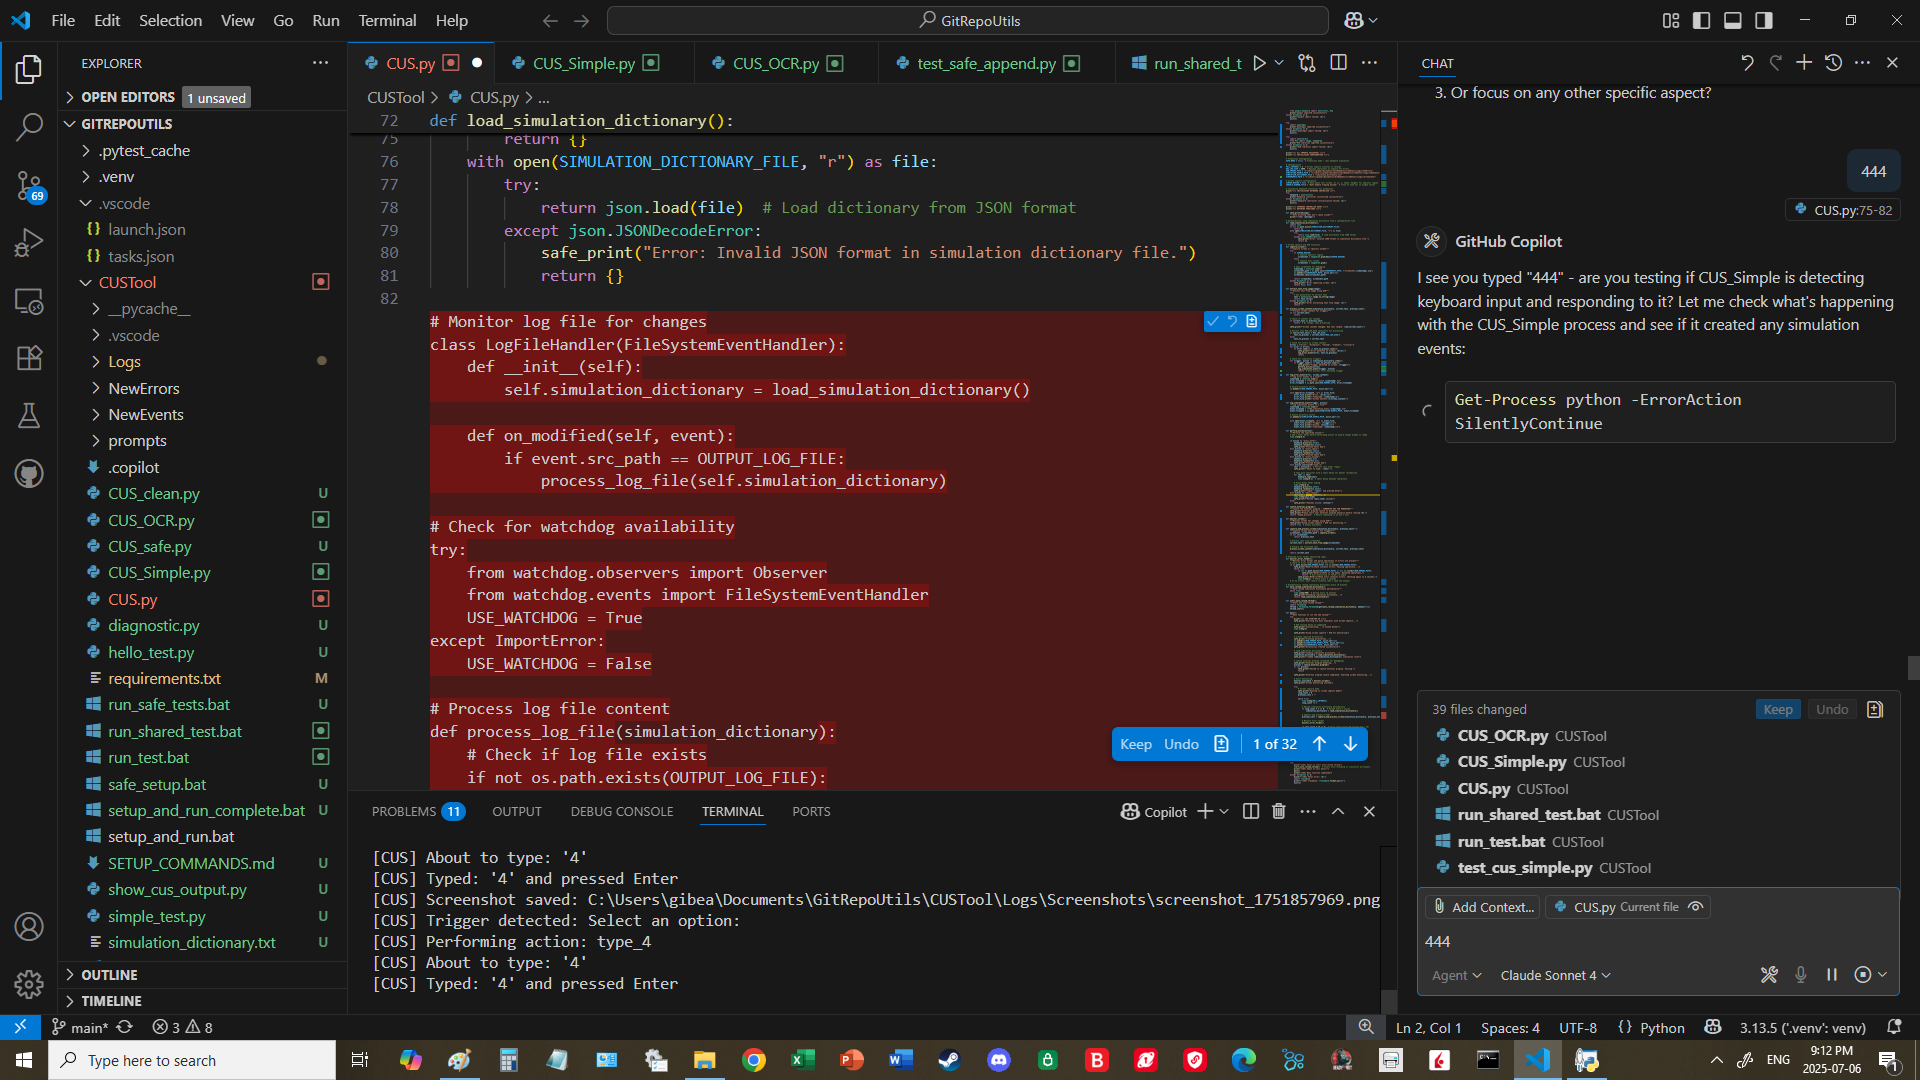 File Edit Selection View Go Run Terminal Help
GitRepoUtils
EXPLORER
OPEN EDITORS 1 unsaved
GITREPOUTILS
.pytest_cache
.venv
.vscode
launch.json
tasks.json
CUSTool
__pycache__
.vscode
Logs
NewErrors
NewEvents
prompts
.copilot
CUS_clean.py U
CUS_OCR.py
CUS_safe.py U
CUS_Simple.py
CUS.py
diagnostic.py U
hello_test.py U
requirements.txt M
run_safe_tests.bat U
run_shared_test.bat
run_test.bat
safe_setup.bat U
setup_and_run_complete.bat U
setup_and_run.bat
SETUP_COMMANDS.md U
show_cus_output.py U
simple_test.py U
simulation_dictionary.txt U
OUTLINE
TIMELINE
69
CUS.py CUS_Simple.py CUS_OCR.py test_safe_append.py run_shared_t
CUSTool > CUS.py > ...
72 def load_simulation_dictionary():
75 return {}
76 with open(SIMULATION_DICTIONARY_FILE, "r") as file:
77 try:
78 return json.load(file) # Load dictionary from JSON format
79 except json.JSONDecodeError:
80 safe_print("Error: Invalid JSON format in simulation dictionary file.")
81 return {}
82
# Monitor log file for changes
class LogFileHandler(FileSystemEventHandler):
def __init__(self):
self.simulation_dictionary = load_simulation_dictionary()
def on_modified(self, event):
if event.src_path == OUTPUT_LOG_FILE:
process_log_file(self.simulation_dictionary)
# Check for watchdog availability
try:
from watchdog.observers import Observer
from watchdog.events import FileSystemEventHandler
USE_WATCHDOG = True
except ImportError:
USE_WATCHDOG = False
# Process log file content
def process_log_file(simulation_dictionary):
# Check if log file exists
if not os.path.exists(OUTPUT_LOG_FILE):
Keep Undo 1 of 32
PROBLEMS 11 OUTPUT DEBUG CONSOLE TERMINAL PORTS
Copilot
[CUS] About to type: '4'
[CUS] Typed: '4' and pressed Enter
[CUS] Screenshot saved: C:\Users\gibea\Documents\GitRepoUtils\CUSTool\Logs\Screenshots\screenshot_1751857969.png
[CUS] Trigger detected: Select an option:
[CUS] Performing action: type_4
[CUS] About to type: '4'
[CUS] Typed: '4' and pressed Enter
CHAT
3. Or focus on any other specific aspect?
444
CUS.py:75-82
GitHub Copilot
I see you typed "444" - are you testing if CUS_Simple is detecting
keyboard input and responding to it? Let me check what's happening
with the CUS_Simple process and see if it created any simulation
events:
Get-Process python -ErrorAction
SilentlyContinue
39 files changed Keep Undo
CUS_OCR.py CUSTool
CUS_Simple.py CUSTool
CUS.py CUSTool
run_shared_test.bat CUSTool
run_test.bat CUSTool
test_cus_simple.py CUSTool
Add Context... CUS.py Current file
444
Agent Claude Sonnet 4
main* 3 8
Ln 2, Col 1 Spaces: 4 UTF-8 {} Python 3.13.5 ('.venv': venv)
Type here to search
ENG
9:12 PM
2025-07-06
1